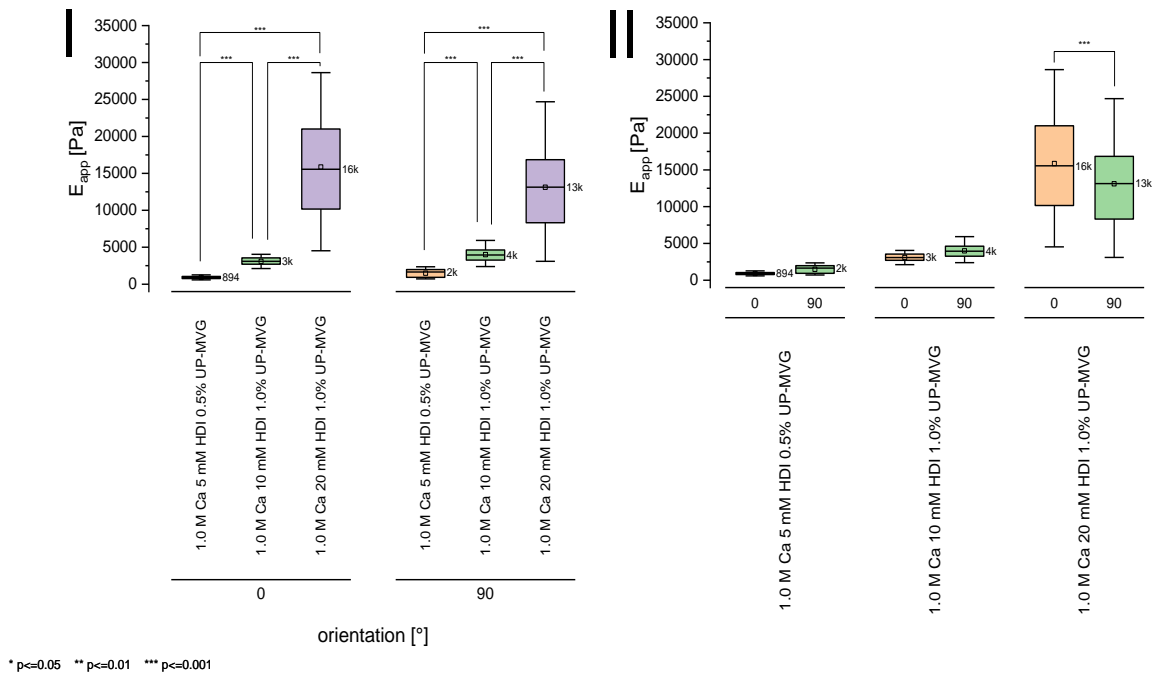 I
35000
30000
25000
20000
15000
10000
5000
0
E_app [Pa]
***
***
***
894
3k
16k
***
***
***
2k
4k
13k
1.0 M Ca 5 mM HDI 0.5% UP-MVG
1.0 M Ca 10 mM HDI 1.0% UP-MVG
1.0 M Ca 20 mM HDI 1.0% UP-MVG
1.0 M Ca 5 mM HDI 0.5% UP-MVG
1.0 M Ca 10 mM HDI 1.0% UP-MVG
1.0 M Ca 20 mM HDI 1.0% UP-MVG
0
90
orientation [°]
II
35000
30000
25000
20000
15000
10000
5000
0
E_app [Pa]
***
894
2k
3k
4k
16k
13k
0
90
0
90
0
90
1.0 M Ca 5 mM HDI 0.5% UP-MVG
1.0 M Ca 10 mM HDI 1.0% UP-MVG
1.0 M Ca 20 mM HDI 1.0% UP-MVG
* p<=0.05 ** p<=0.01 *** p<=0.001